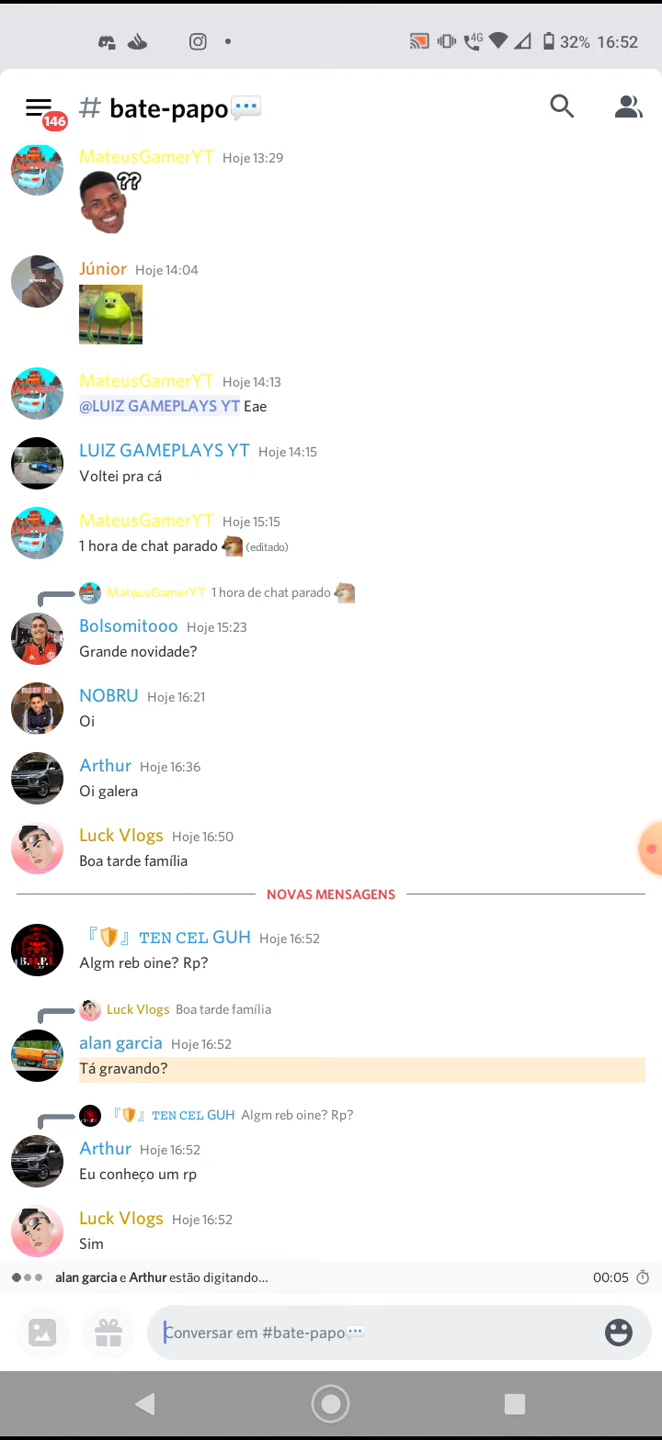 32% 16:52
146
# bate-papo💬
MateusGamerYT Hoje 13:29
??
Júnior Hoje 14:04
MateusGamerYT Hoje 14:13
@LUIZ GAMEPLAYS YT Eae
LUIZ GAMEPLAYS YT Hoje 14:15
Voltei pra cá
MateusGamerYT Hoje 15:15
1 hora de chat parado (editado)
MateusGamerYT 1 hora de chat parado
Bolsomitooo Hoje 15:23
Grande novidade?
NOBRU Hoje 16:21
Oi
Arthur Hoje 16:36
Oi galera
Luck Vlogs Hoje 16:50
Boa tarde família
NOVAS MENSAGENS
『🛡』 TEN CEL GUH Hoje 16:52
Algm reb oine? Rp?
Luck Vlogs Boa tarde família
alan garcia Hoje 16:52
Tá gravando?
『🛡』 TEN CEL GUH Algm reb oine? Rp?
Arthur Hoje 16:52
Eu conheço um rp
Luck Vlogs Hoje 16:52
Sim
alan garcia e Arthur estão digitando... 00:05
Conversar em #bate-papo💬